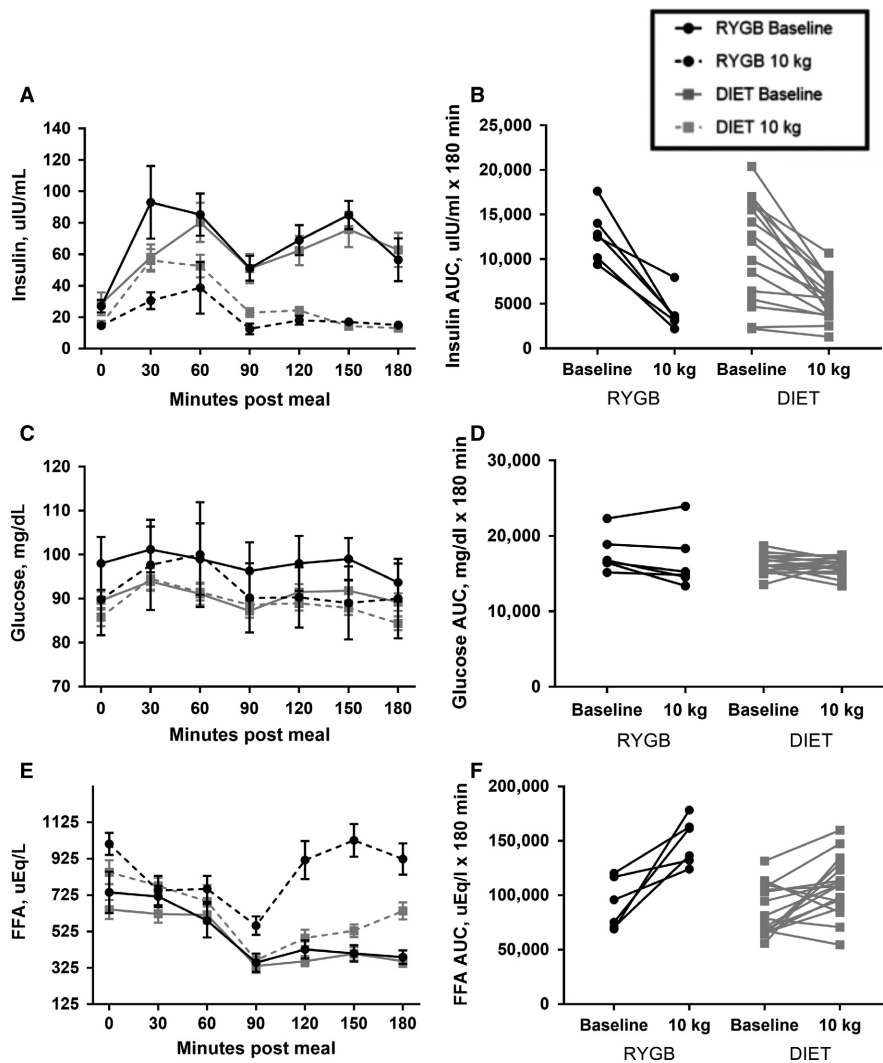 RYGB Baseline
RYGB 10 kg
DIET Baseline
DIET 10 kg
A
Insulin, uIU/mL
140
120
100
80
60
40
20
0
0 30 60 90 120 150 180
Minutes post meal
B
Insulin AUC, uIU/ml x 180 min
25,000
20,000
15,000
10,000
5000
0
Baseline 10 kg Baseline 10 kg
RYGB DIET
C
Glucose, mg/dL
120
110
100
90
80
70
0 30 60 90 120 150 180
Minutes post meal
D
Glucose AUC, mg/dl x 180 min
30,000
20,000
10,000
0
Baseline 10 kg Baseline 10 kg
RYGB DIET
E
FFA, uEq/L
1125
925
725
525
325
125
0 30 60 90 120 150 180
Minutes post meal
F
FFA AUC, uEq/l x 180 min
200,000
150,000
100,000
50,000
0
Baseline 10 kg Baseline 10 kg
RYGB DIET